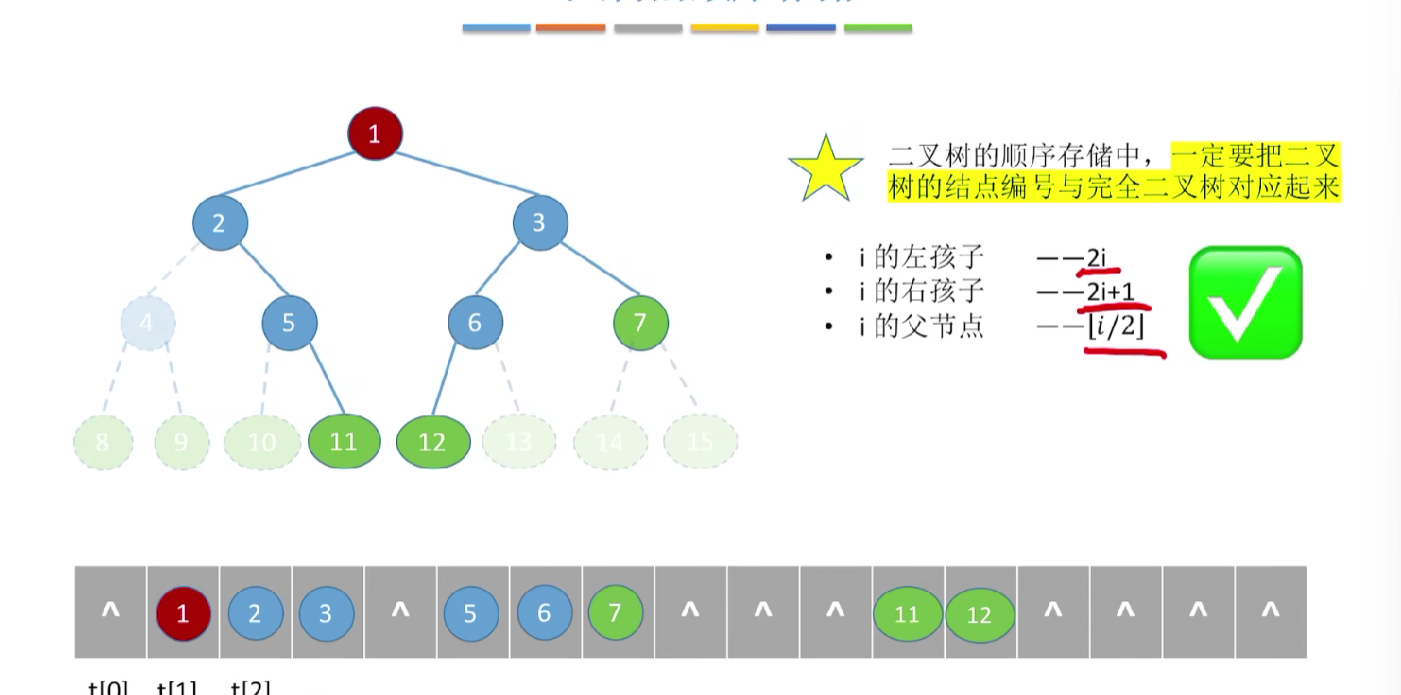 1
2
3
4
5
6
7
8
9
10
11
12
13
14
15
二叉树的顺序存储中，一定要把二叉
树的结点编号与完全二叉树对应起来
• i 的左孩子 ——2i
• i 的右孩子 ——2i+1
• i 的父节点 ——⌊i/2⌋
^ 1 2 3 ^ 5 6 7 ^ ^ ^ 11 12 ^ ^ ^ ^
t[0] t[1] t[2]